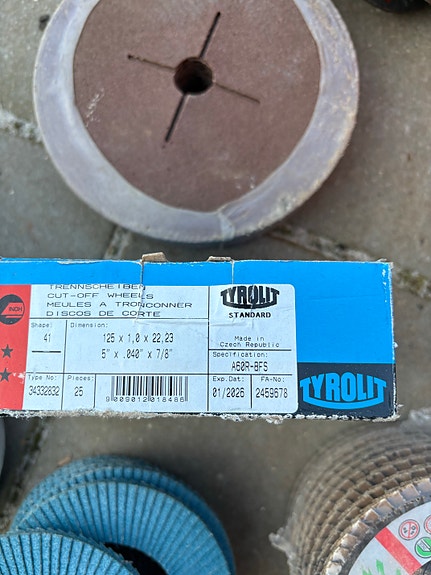 TRENNSCHEIBEN
CUT-OFF WHEELS
MEULES A TRONCONNER
DISCOS DE CORTE
INOX
TYROLIT
STANDARD
Shape:
41
Dimension:
125 x 1,0 x 22,23
5" x .040" x 7/8"
Made in
Czech Republic
Specification:
A60R-BFS
Type No:
34332832
Pieces:
25
9009012018486
Exp.Dat:
01/2026
FA-No:
2459678
TYROLIT